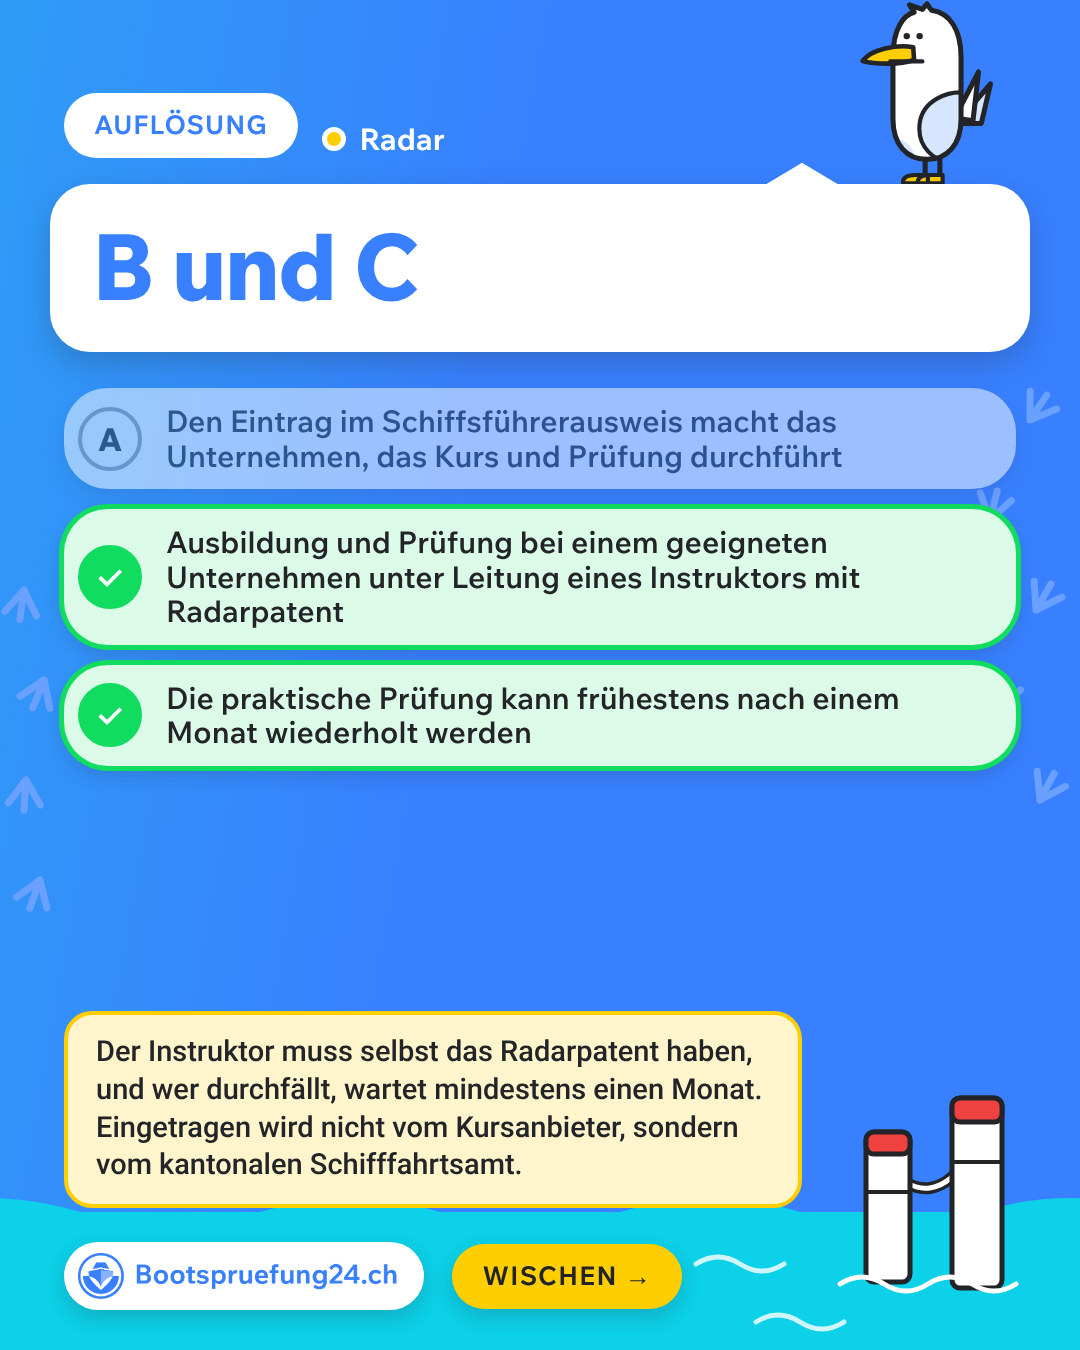 AUFLÖSUNG
Radar
B und C
A
Den Eintrag im Schiffsführerausweis macht das
Unternehmen, das Kurs und Prüfung durchführt
Ausbildung und Prüfung bei einem geeigneten
Unternehmen unter Leitung eines Instruktors mit
Radarpatent
Die praktische Prüfung kann frühestens nach einem
Monat wiederholt werden
Der Instruktor muss selbst das Radarpatent haben,
und wer durchfällt, wartet mindestens einen Monat.
Eingetragen wird nicht vom Kursanbieter, sondern
vom kantonalen Schifffahrtsamt.
Bootspruefung24.ch
WISCHEN →